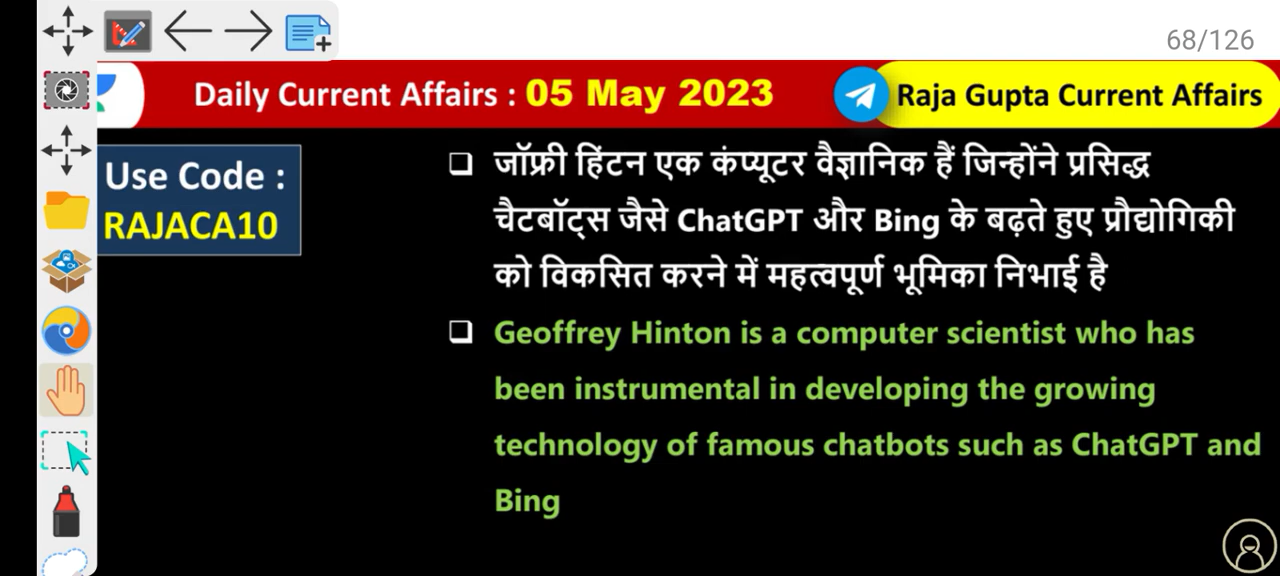 68/126
Daily Current Affairs : 05 May 2023
Raja Gupta Current Affairs
Use Code :
RAJACA10
जॉफ्री हिंटन एक कंप्यूटर वैज्ञानिक हैं जिन्होंने प्रसिद्ध
चैटबॉट्स जैसे ChatGPT और Bing के बढ़ते हुए प्रौद्योगिकी
को विकसित करने में महत्वपूर्ण भूमिका निभाई है
Geoffrey Hinton is a computer scientist who has
been instrumental in developing the growing
technology of famous chatbots such as ChatGPT and
Bing